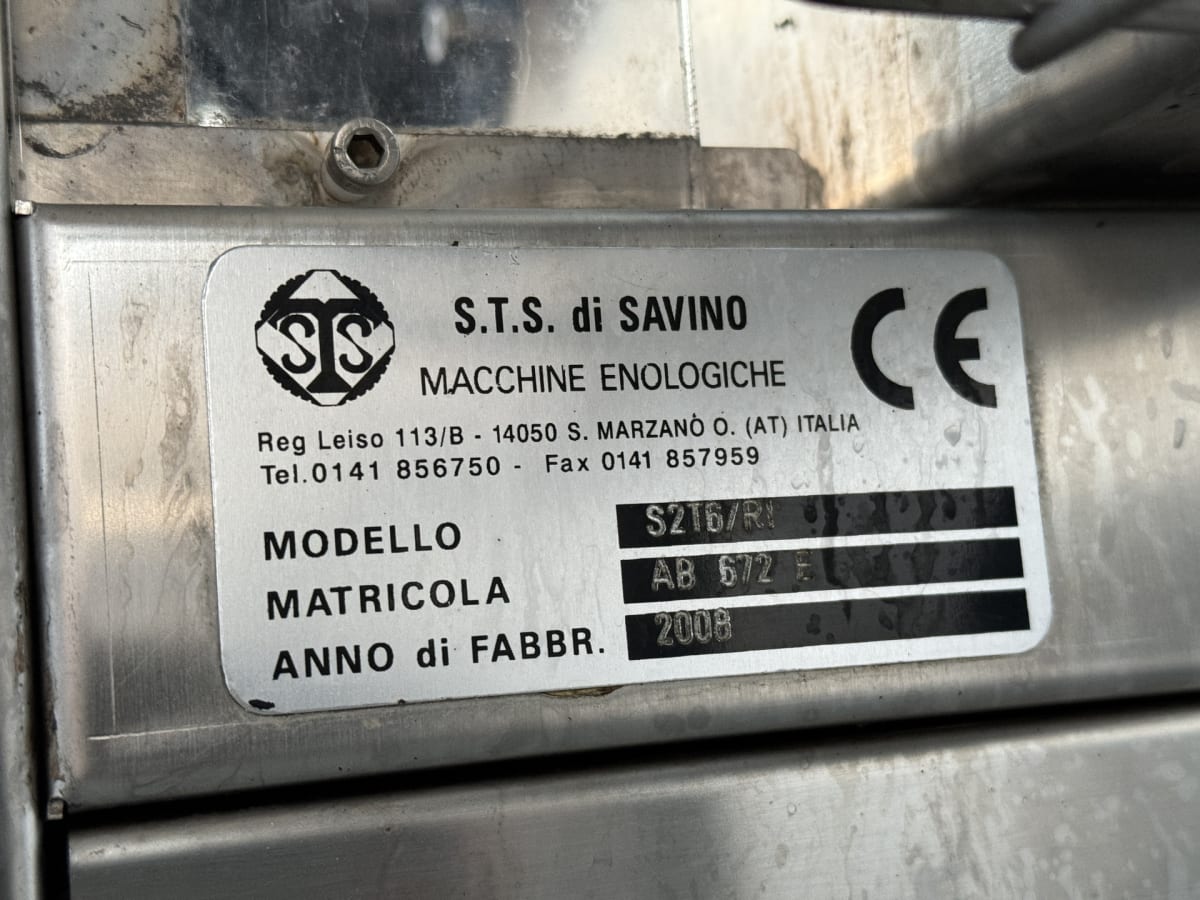 STS
S.T.S. di SAVINO
CE
MACCHINE ENOLOGICHE
Reg Leiso 113/B - 14050 S. MARZANO O. (AT) ITALIA
Tel.0141 856750 - Fax 0141 857959
MODELLO S2T6/RI
MATRICOLA AB 672 E
ANNO di FABBR. 2008